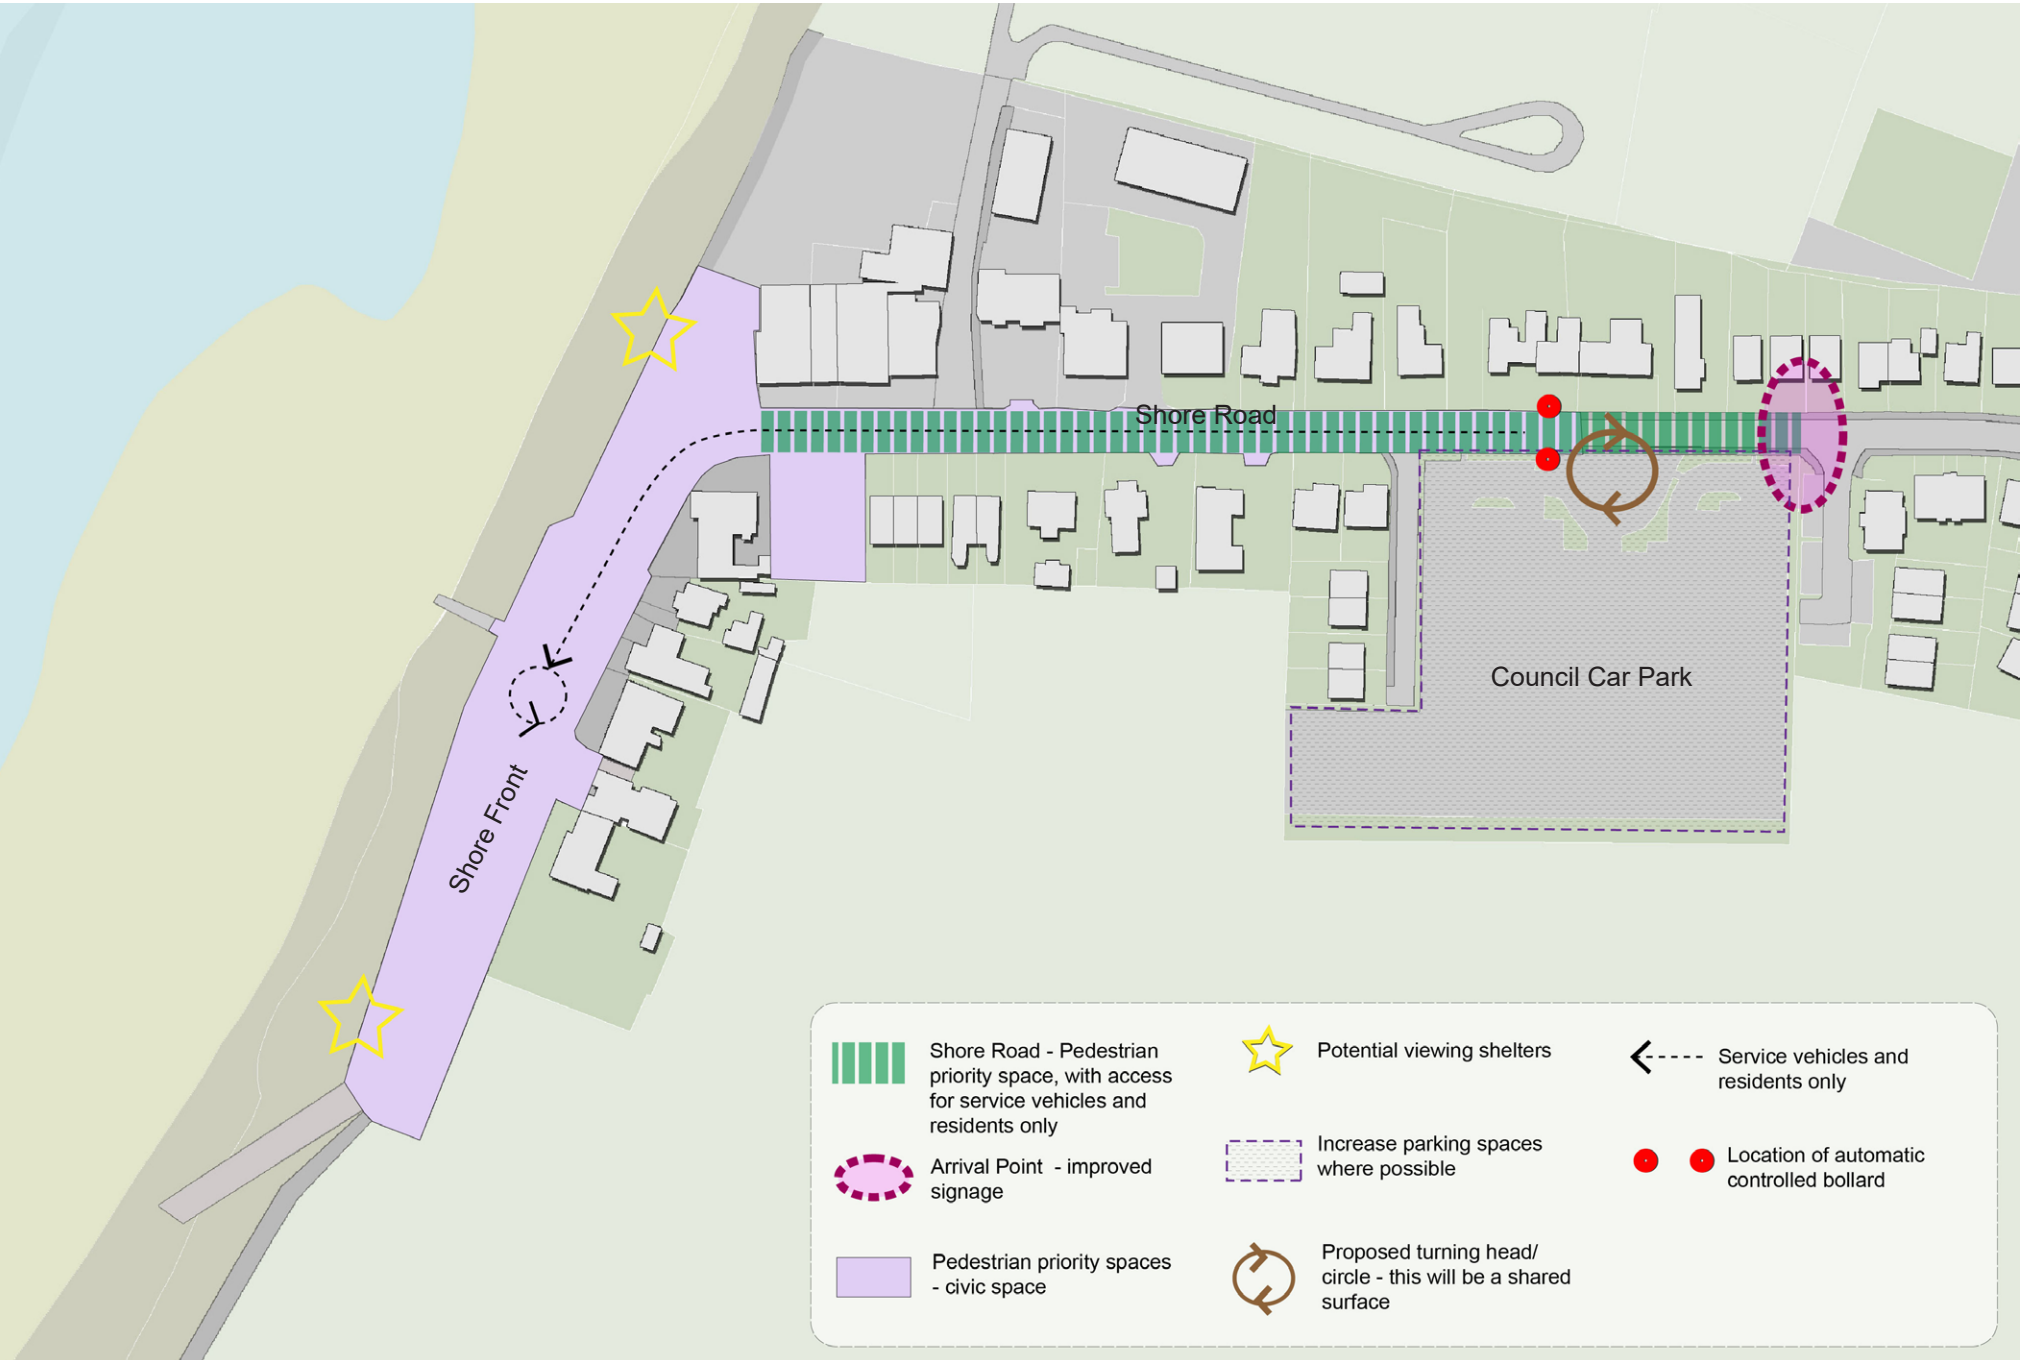 Shore Road
Council Car Park
Shore Front
Shore Road - Pedestrian
priority space, with access
for service vehicles and
residents only
Arrival Point - improved
signage
Pedestrian priority spaces
- civic space
Potential viewing shelters
Increase parking spaces
where possible
Proposed turning head/
circle - this will be a shared
surface
Service vehicles and
residents only
Location of automatic
controlled bollard